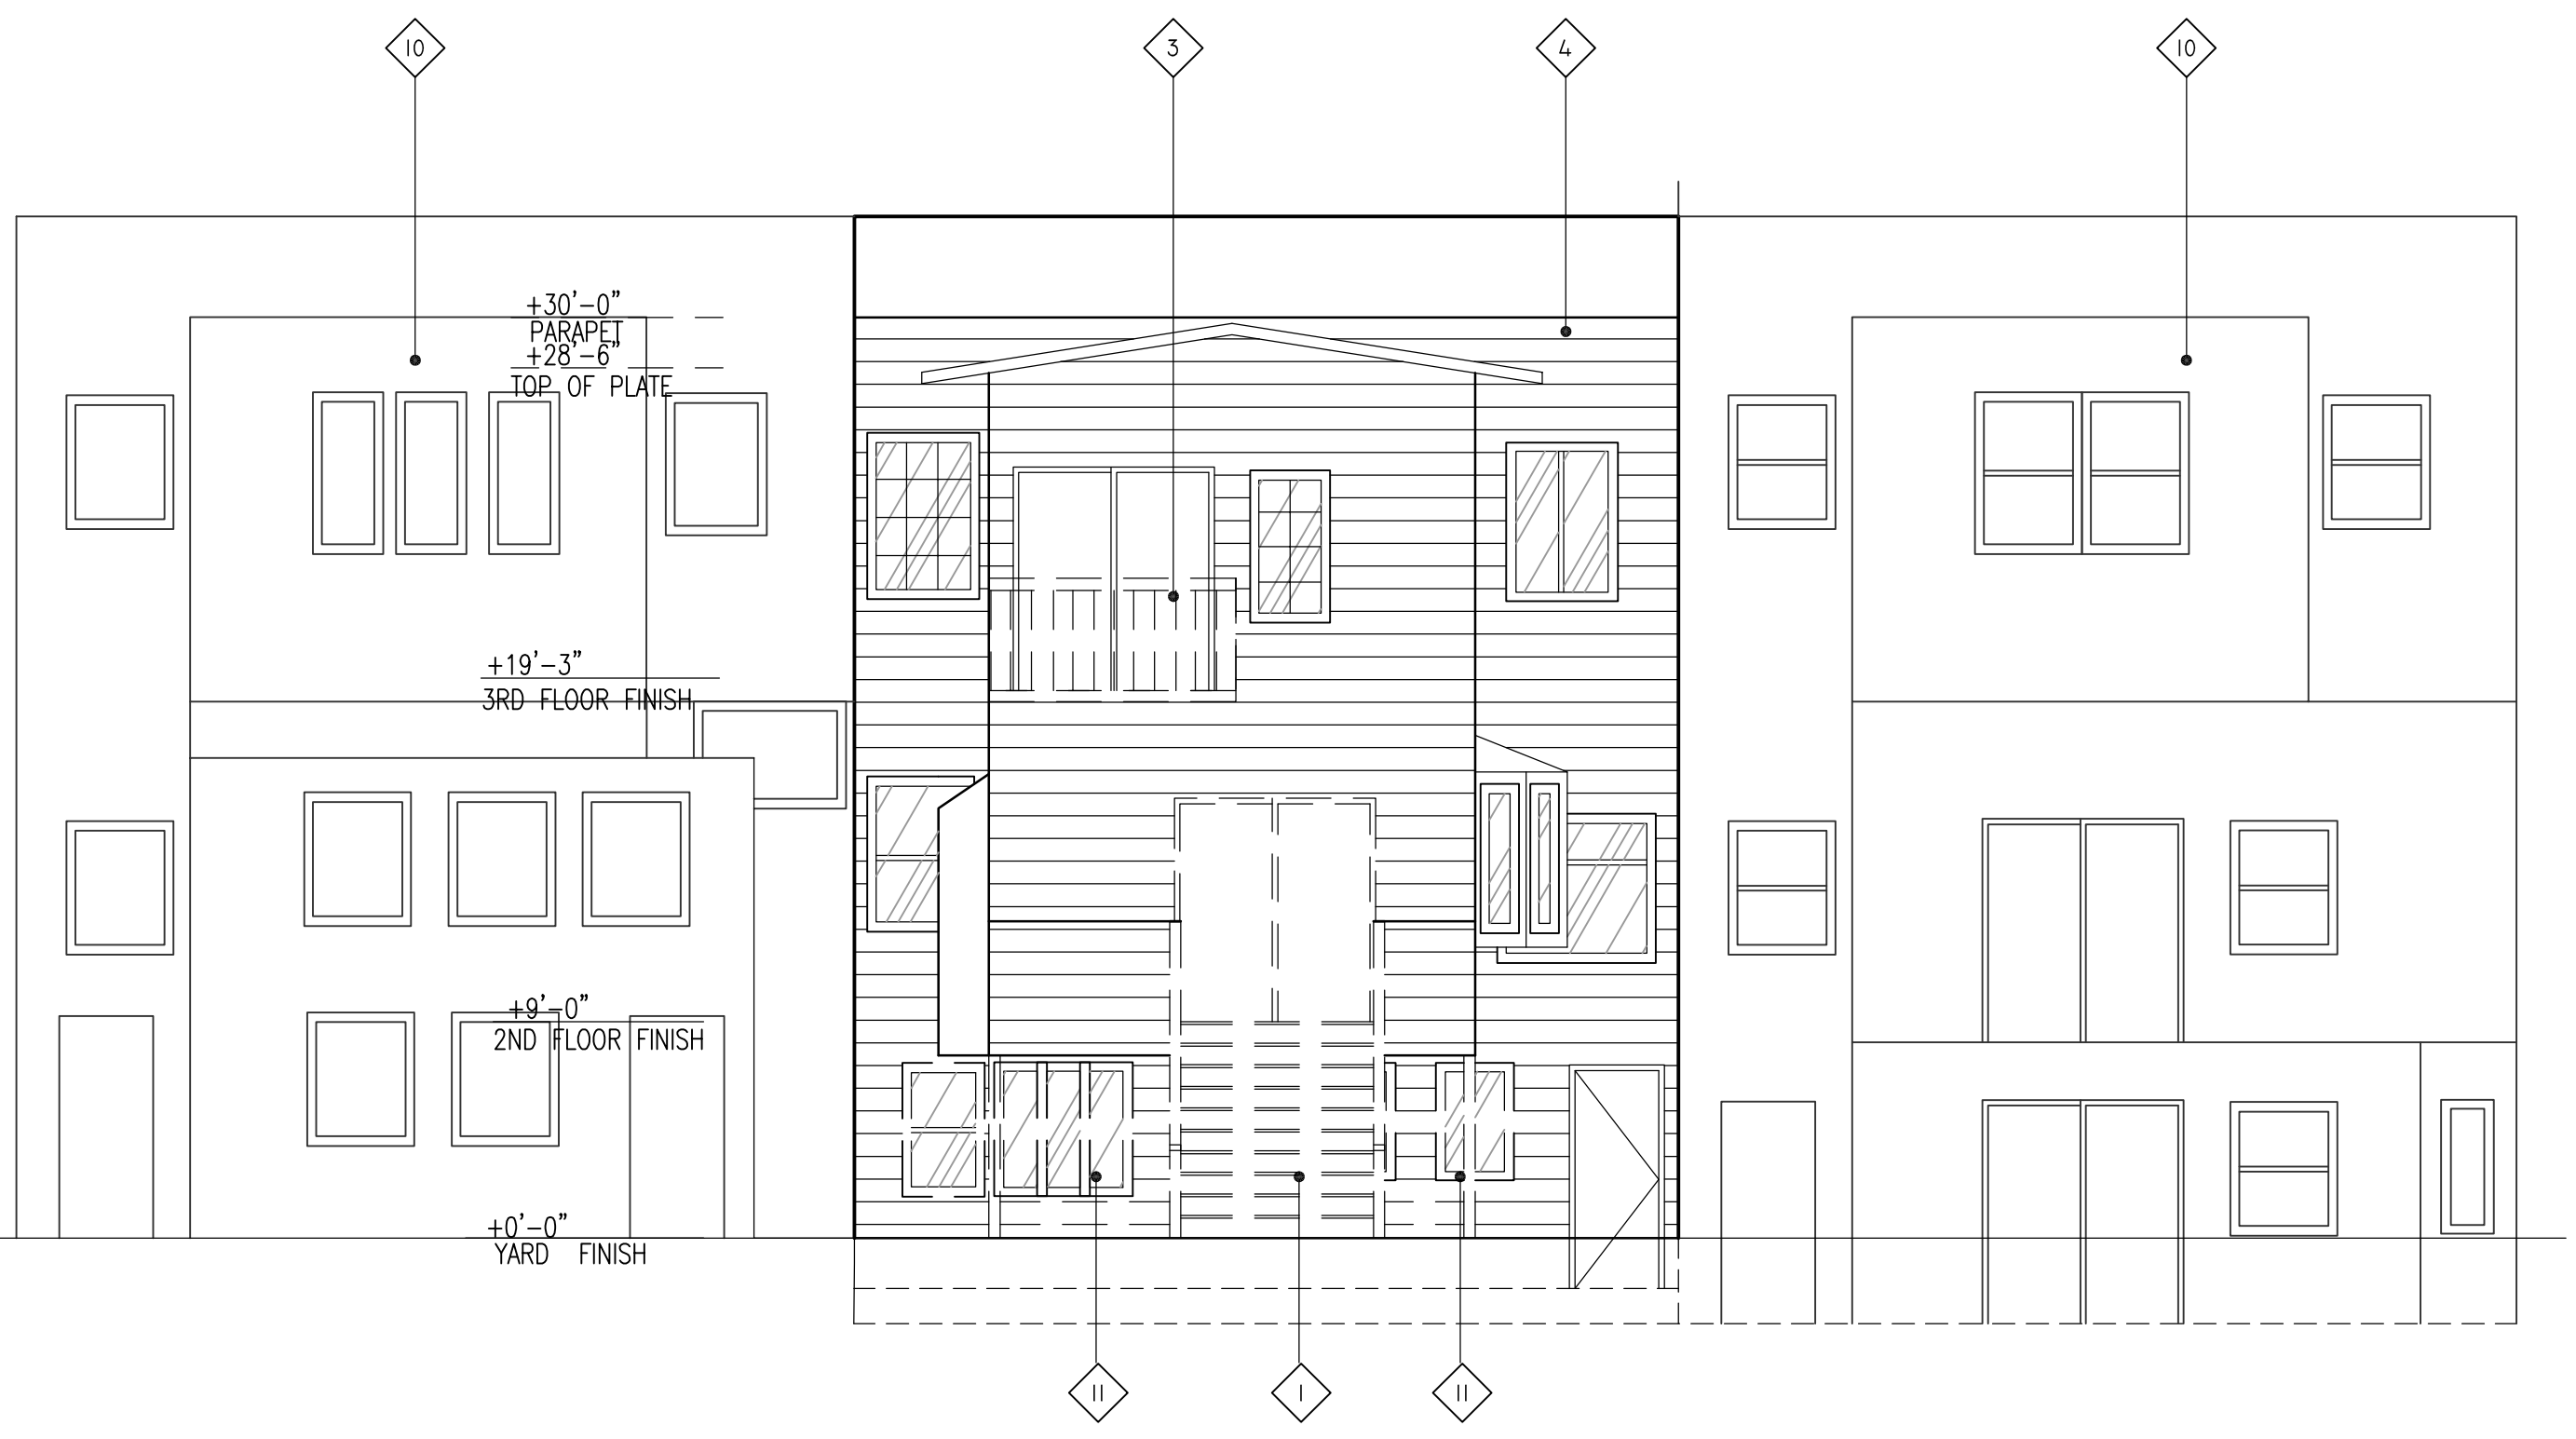 10
3
4
10
+30'-0"
PARAPET
+28'-6"
TOP OF PLATE
+19'-3"
3RD FLOOR FINISH
+9'-0"
2ND FLOOR FINISH
+0'-0"
YARD FINISH
11
1
11